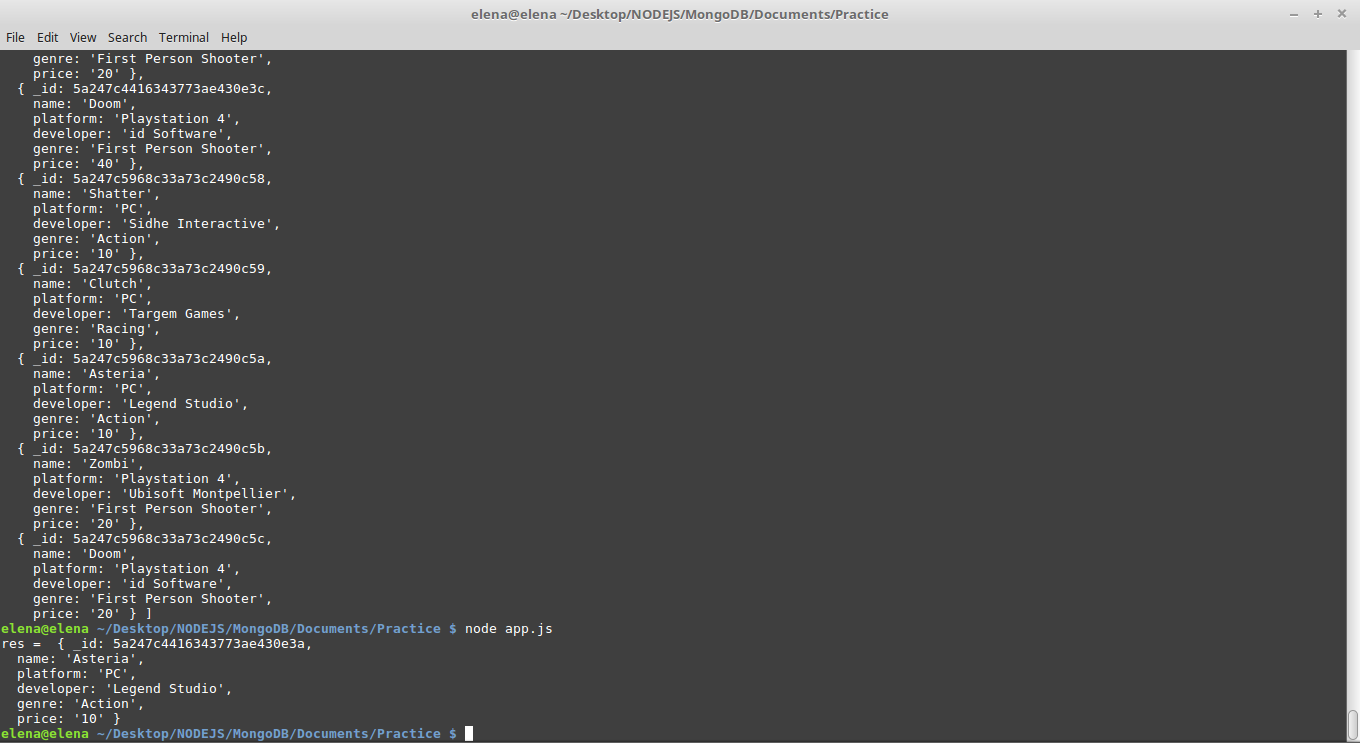 elena@elena ~/Desktop/NODEJS/MongoDB/Documents/Practice
File Edit View Search Terminal Help
    genre: 'First Person Shooter',
    price: '20' },
  { _id: 5a247c4416343773ae430e3c,
    name: 'Doom',
    platform: 'Playstation 4',
    developer: 'id Software',
    genre: 'First Person Shooter',
    price: '40' },
  { _id: 5a247c5968c33a73c2490c58,
    name: 'Shatter',
    platform: 'PC',
    developer: 'Sidhe Interactive',
    genre: 'Action',
    price: '10' },
  { _id: 5a247c5968c33a73c2490c59,
    name: 'Clutch',
    platform: 'PC',
    developer: 'Targem Games',
    genre: 'Racing',
    price: '10' },
  { _id: 5a247c5968c33a73c2490c5a,
    name: 'Asteria',
    platform: 'PC',
    developer: 'Legend Studio',
    genre: 'Action',
    price: '10' },
  { _id: 5a247c5968c33a73c2490c5b,
    name: 'Zombi',
    platform: 'Playstation 4',
    developer: 'Ubisoft Montpellier',
    genre: 'First Person Shooter',
    price: '20' },
  { _id: 5a247c5968c33a73c2490c5c,
    name: 'Doom',
    platform: 'Playstation 4',
    developer: 'id Software',
    genre: 'First Person Shooter',
    price: '20' } ]
elena@elena ~/Desktop/NODEJS/MongoDB/Documents/Practice $ node app.js
res =  { _id: 5a247c4416343773ae430e3a,
  name: 'Asteria',
  platform: 'PC',
  developer: 'Legend Studio',
  genre: 'Action',
  price: '10' }
elena@elena ~/Desktop/NODEJS/MongoDB/Documents/Practice $